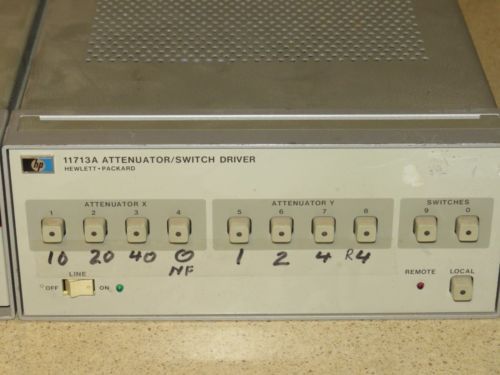 hp 11713A ATTENUATOR/SWITCH DRIVER
HEWLETT•PACKARD
ATTENUATOR X ATTENUATOR Y SWITCHES
1 2 3 4 5 6 7 8 9 0
10 20 40 0 1 2 4 R4
NF
LINE
OFF ON REMOTE LOCAL